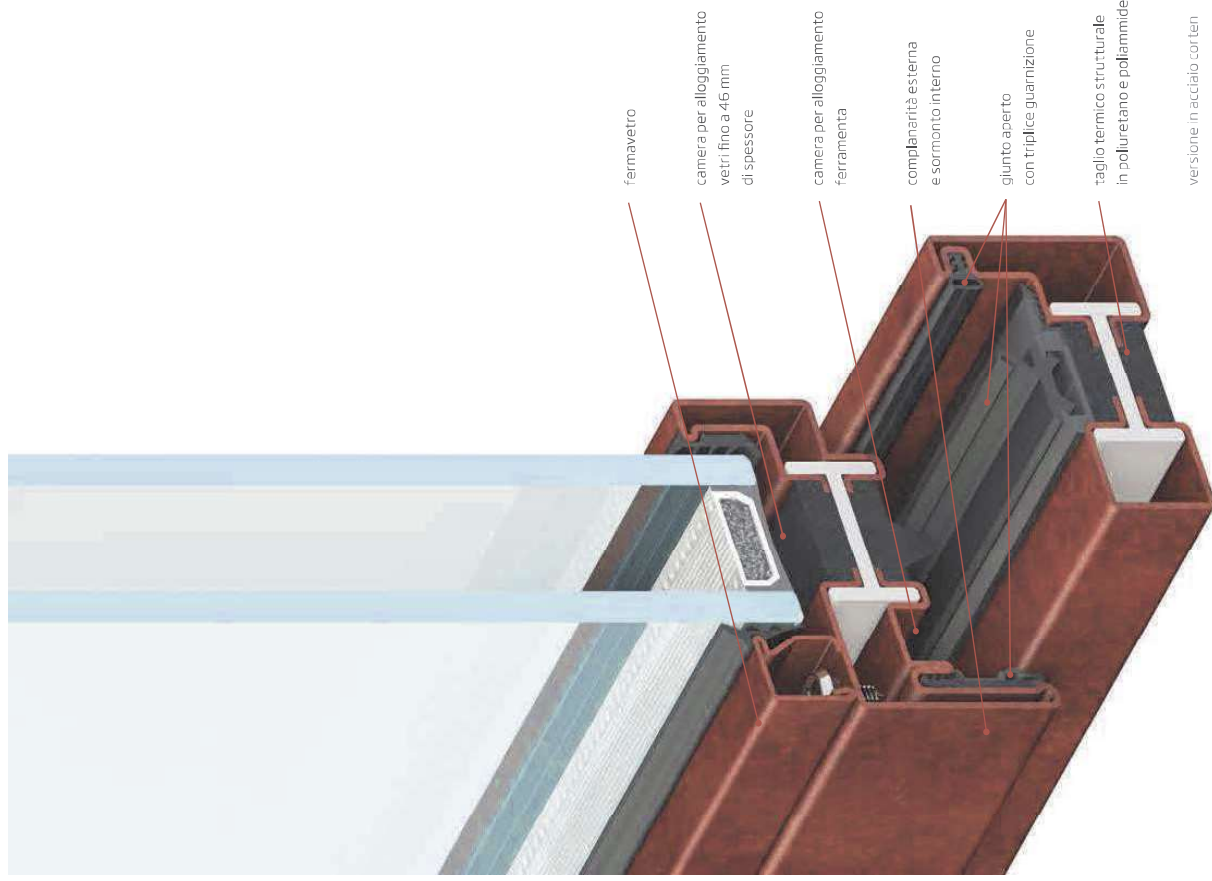 fermavetro
camera per alloggiamento
vetri fino a 46 mm
di spessore
camera per alloggiamento
ferramenta
complanarità esterna
e sormonto interno
giunto aperto
con triplice guarnizione
taglio termico strutturale
in poliuretano e poliammide
versione in acciaio corten